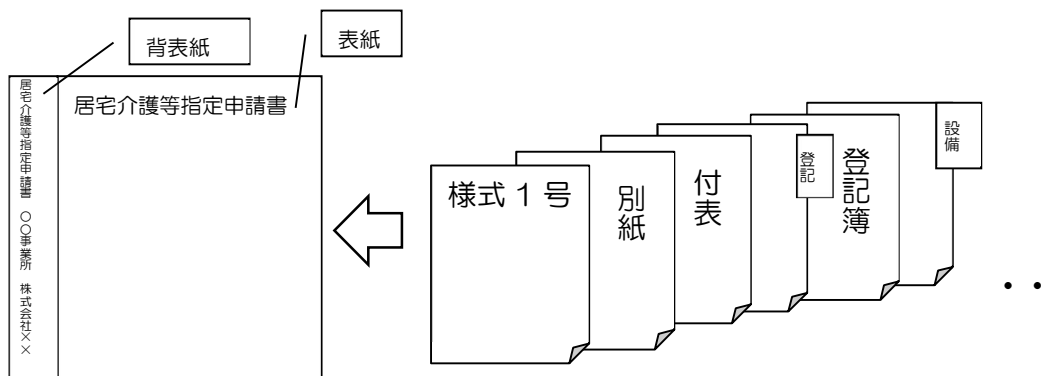 背表紙
表紙
居宅介護等指定申請書　〇〇事業所　株式会社××
居宅介護等指定申請書
様式１号
別紙
付表
登記
登記簿
設備
・・